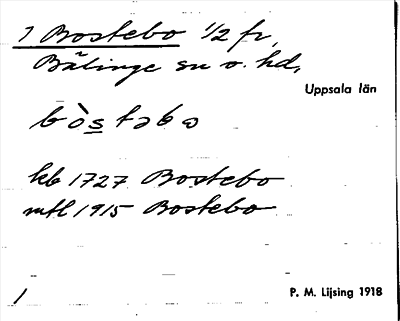 1 Bostebo 1/2 fr,
Bälinge sn o. hd,
Uppsala län
bòstəbo
kb 1727 Bostebo
mtl 1915 Bostebo
1
P. M. Lijsing 1918